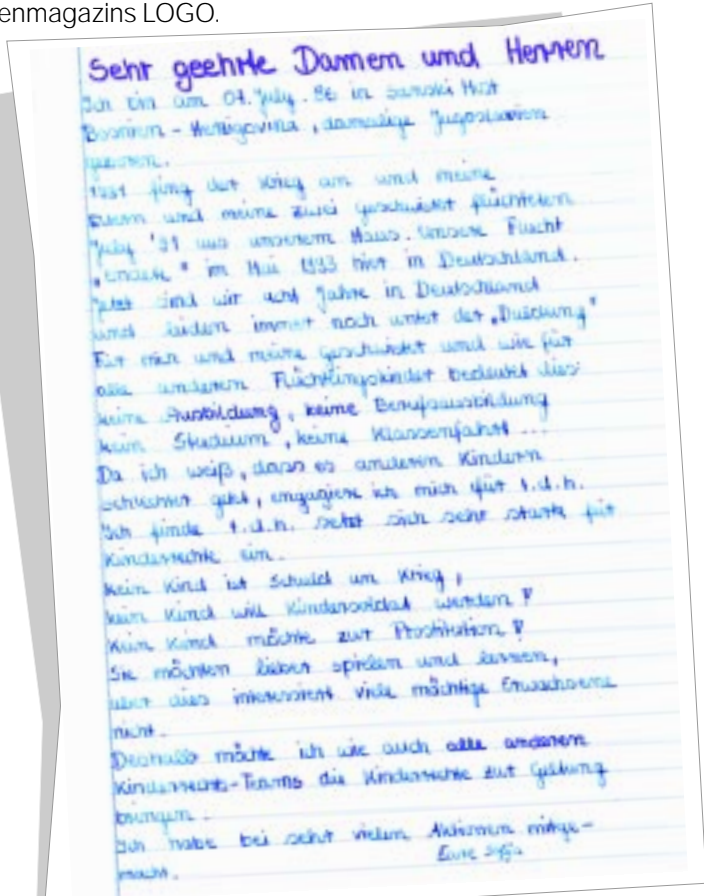 enmagazins LOGO.
Sehr geehrte Damen und Herren
Ich bin am 01. July. 86 in Sanski Most
Bosnien - Herzigovina, damalige Jugoslawien
geboren.
1991 fing der Krieg an und meine
Eltern und meine zwei Geschwister flüchteten
July '91 aus unserem Haus. Unsere Flucht
"endete" im Mai 1993 hier in Deutschland.
Jetzt sind wir acht Jahre in Deutschland
und leiden immer noch unter der "Duldung"
Für mich und meine Geschwister und wie für
alle anderen Flüchtlingskinder bedeutet dies
keine Ausbildung, keine Berufsausbildung
kein Studium, keine Klassenfahrt ...
Da ich weiß, dass es anderen Kindern
schlechter geht, engagiere ich mich für t.d.h.
Ich finde t.d.h. setzt sich sehr stark für
Kinderrechte ein.
Kein Kind ist Schuld am Krieg,
kein Kind will Kindersoldat werden!
Kein Kind möchte zur Prostitution!
Sie möchten lieber spielen und lernen,
aber dies interessiert viele mächtige Erwachsene
nicht.
Deshalb möchte ich wie auch alle anderen
Kinderrechts-Teams die Kinderrechte zur Geltung
bringen.
Ich habe bei sehr vielen Aktionen mitge-
macht.
Eure